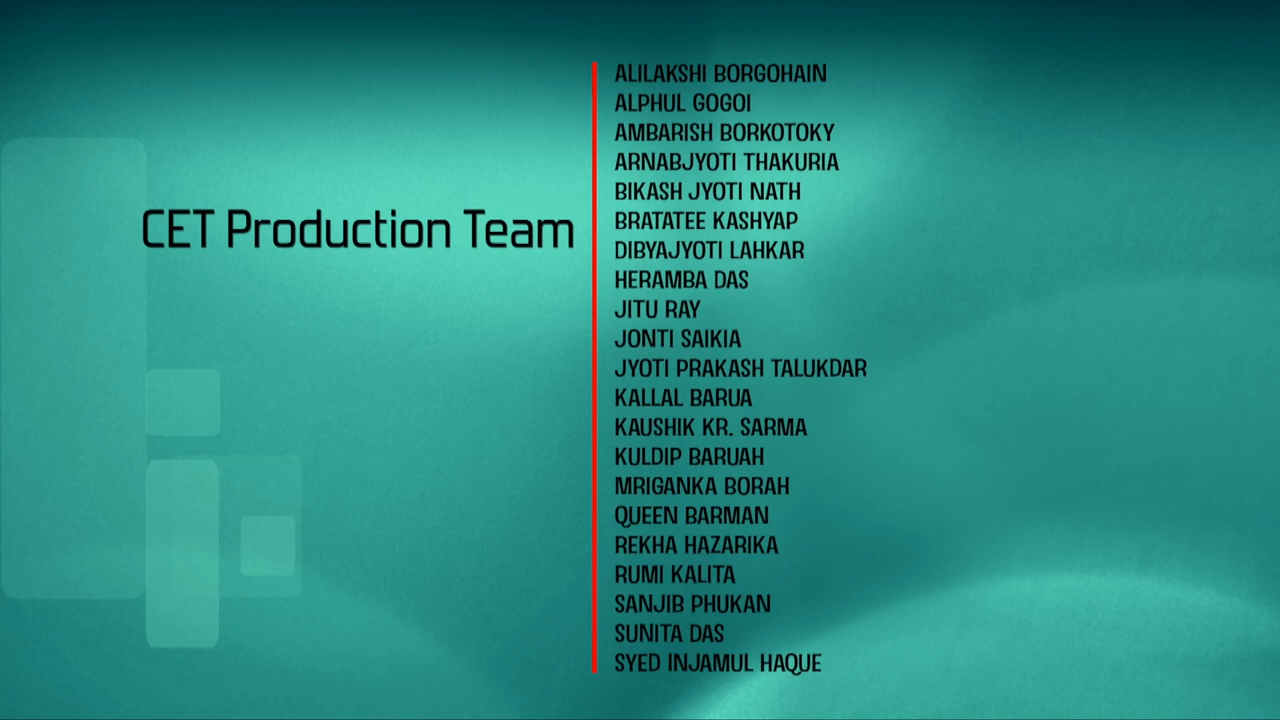 CET Production Team
ALILAKSHI BORGOHAIN
ALPHUL GOGOI
AMBARISH BORKOTOKY
ARNABJYOTI THAKURIA
BIKASH JYOTI NATH
BRATATEE KASHYAP
DIBYAJYOTI LAHKAR
HERAMBA DAS
JITU RAY
JONTI SAIKIA
JYOTI PRAKASH TALUKDAR
KALLAL BARUA
KAUSHIK KR. SARMA
KULDIP BARUAH
MRIGANKA BORAH
QUEEN BARMAN
REKHA HAZARIKA
RUMI KALITA
SANJIB PHUKAN
SUNITA DAS
SYED INJAMUL HAQUE